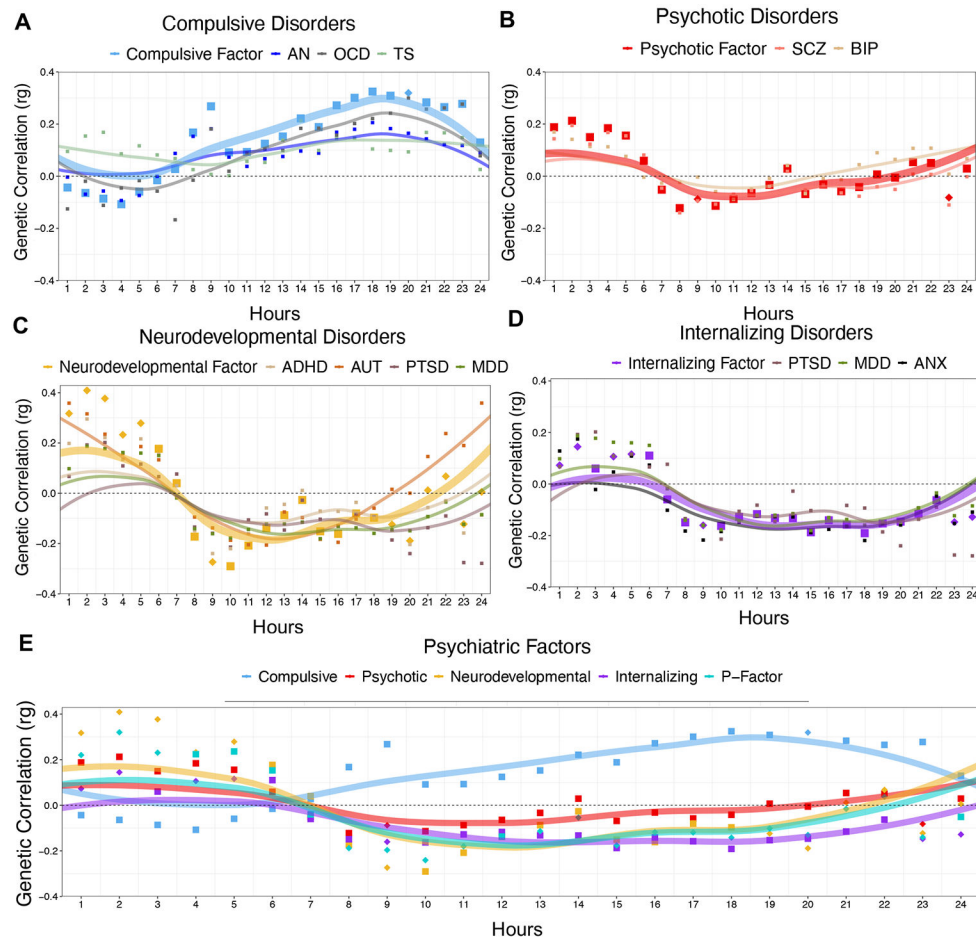 A
Compulsive Disorders
Compulsive Factor AN OCD TS
Genetic Correlation (rg)
0.4
0.2
0.0
−0.2
−0.4
1 2 3 4 5 6 7 8 9 10 11 12 13 14 15 16 17 18 19 20 21 22 23 24
Hours
B
Psychotic Disorders
Psychotic Factor SCZ BIP
Genetic Correlation (rg)
0.4
0.2
0.0
−0.2
−0.4
1 2 3 4 5 6 7 8 9 10 11 12 13 14 15 16 17 18 19 20 21 22 23 24
Hours
C
Neurodevelopmental Disorders
Neurodevelopmental Factor ADHD AUT PTSD MDD
Genetic Correlation (rg)
0.4
0.2
0.0
−0.2
−0.4
1 2 3 4 5 6 7 8 9 10 11 12 13 14 15 16 17 18 19 20 21 22 23 24
Hours
D
Internalizing Disorders
Internalizing Factor PTSD MDD ANX
Genetic Correlation (rg)
0.4
0.2
0.0
−0.2
−0.4
1 2 3 4 5 6 7 8 9 10 11 12 13 14 15 16 17 18 19 20 21 22 23 24
Hours
E
Psychiatric Factors
Compulsive Psychotic Neurodevelopmental Internalizing P−Factor
Genetic Correlation (rg)
0.4
0.2
0.0
−0.2
−0.4
1 2 3 4 5 6 7 8 9 10 11 12 13 14 15 16 17 18 19 20 21 22 23 24
Hours